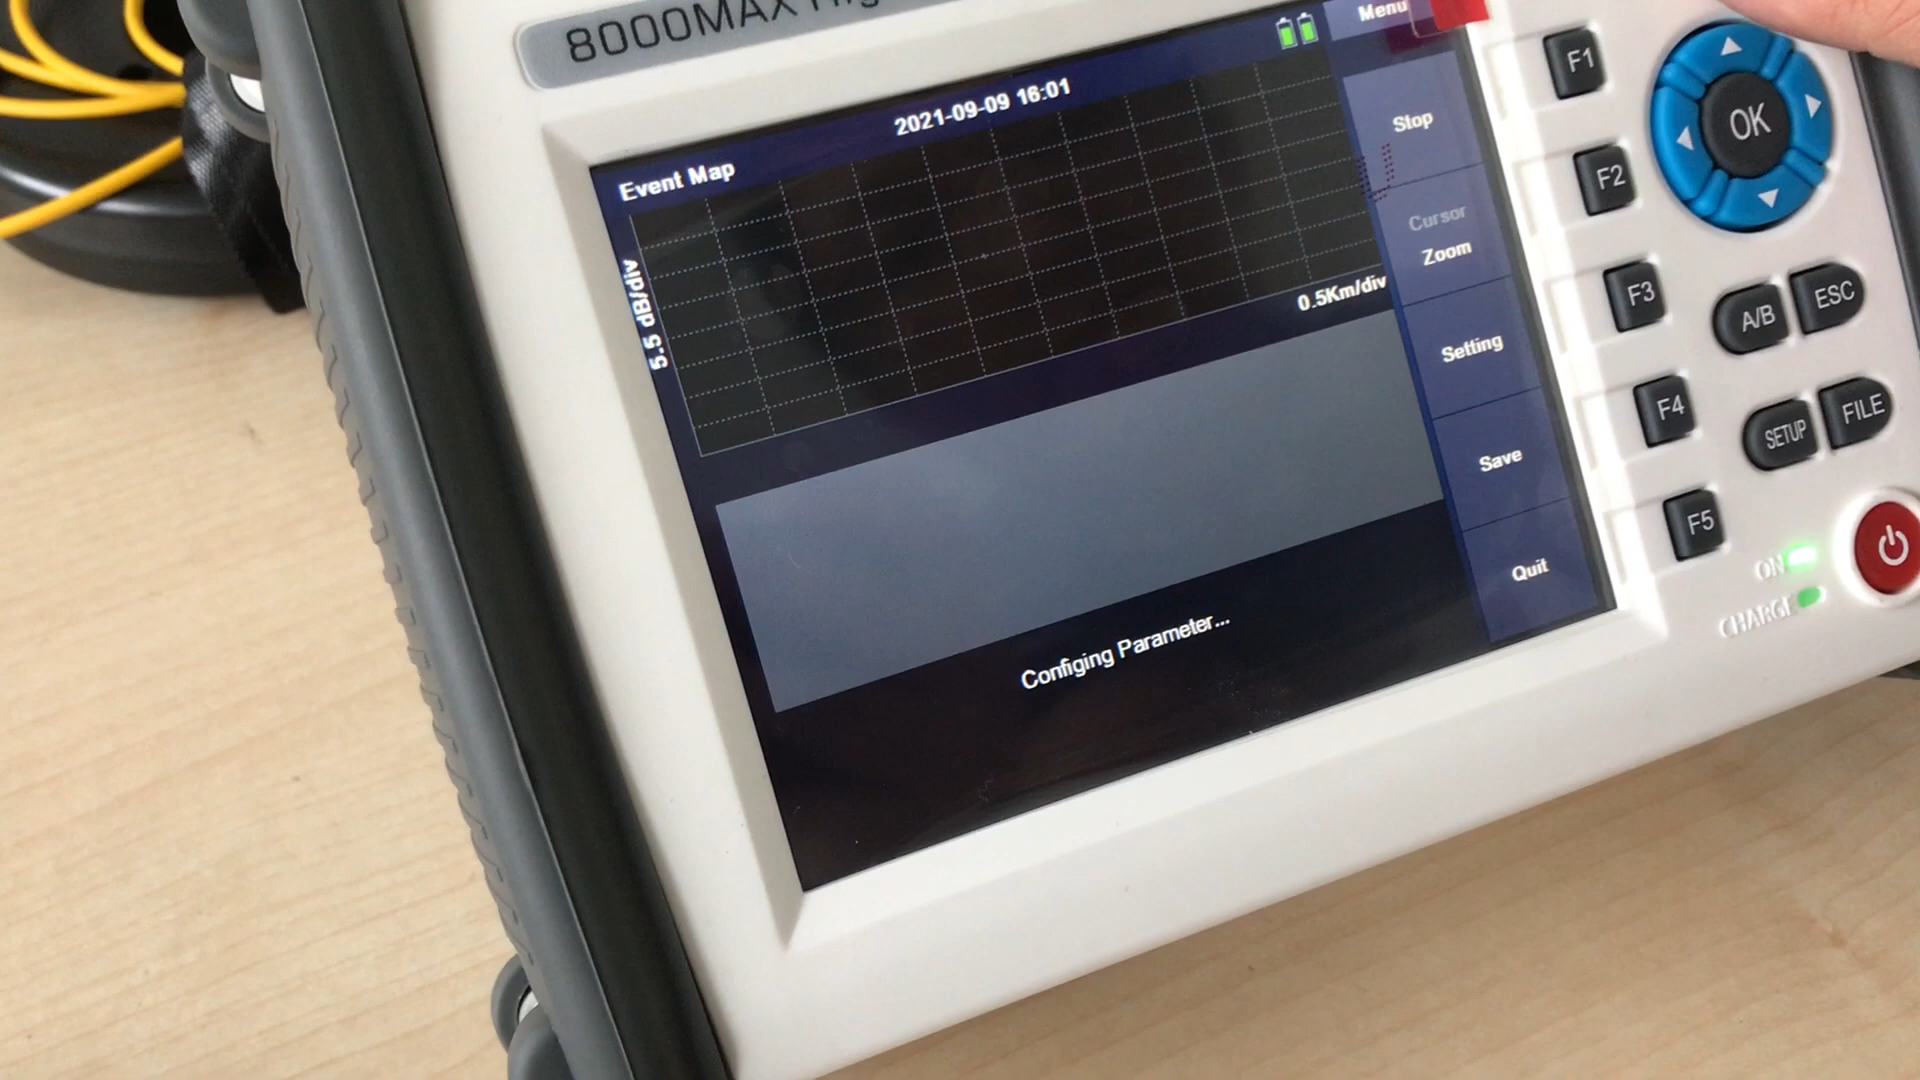 8000MAX
2021-09-09 16:01
Menu
Event Map
5.5 dB/div
0.5Km/div
Stop
Cursor
Zoom
Setting
Save
Quit
Configing Parameter...
F1
F2
F3
F4
F5
OK
A/B
ESC
SETUP
FILE
ON
CHARGE